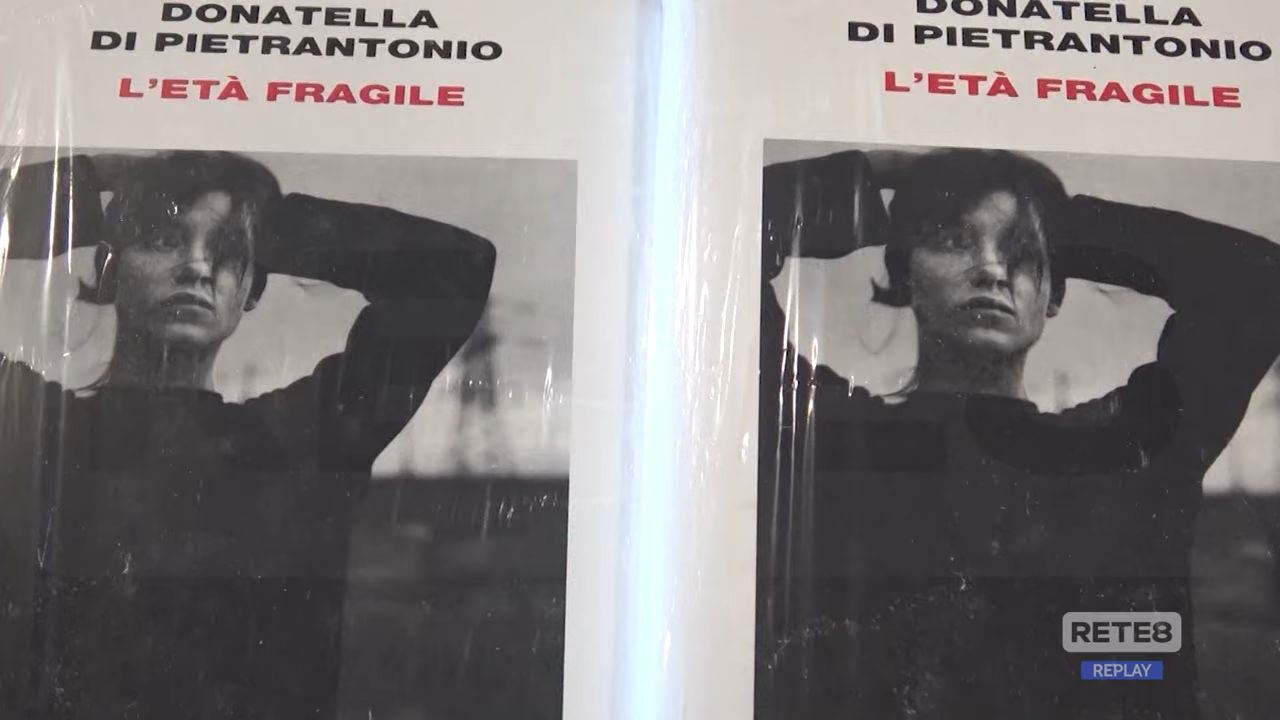 DONATELLA
DI PIETRANTONIO
L'ETÀ FRAGILE
DONATELLA
DI PIETRANTONIO
L'ETÀ FRAGILE
RETE8
REPLAY